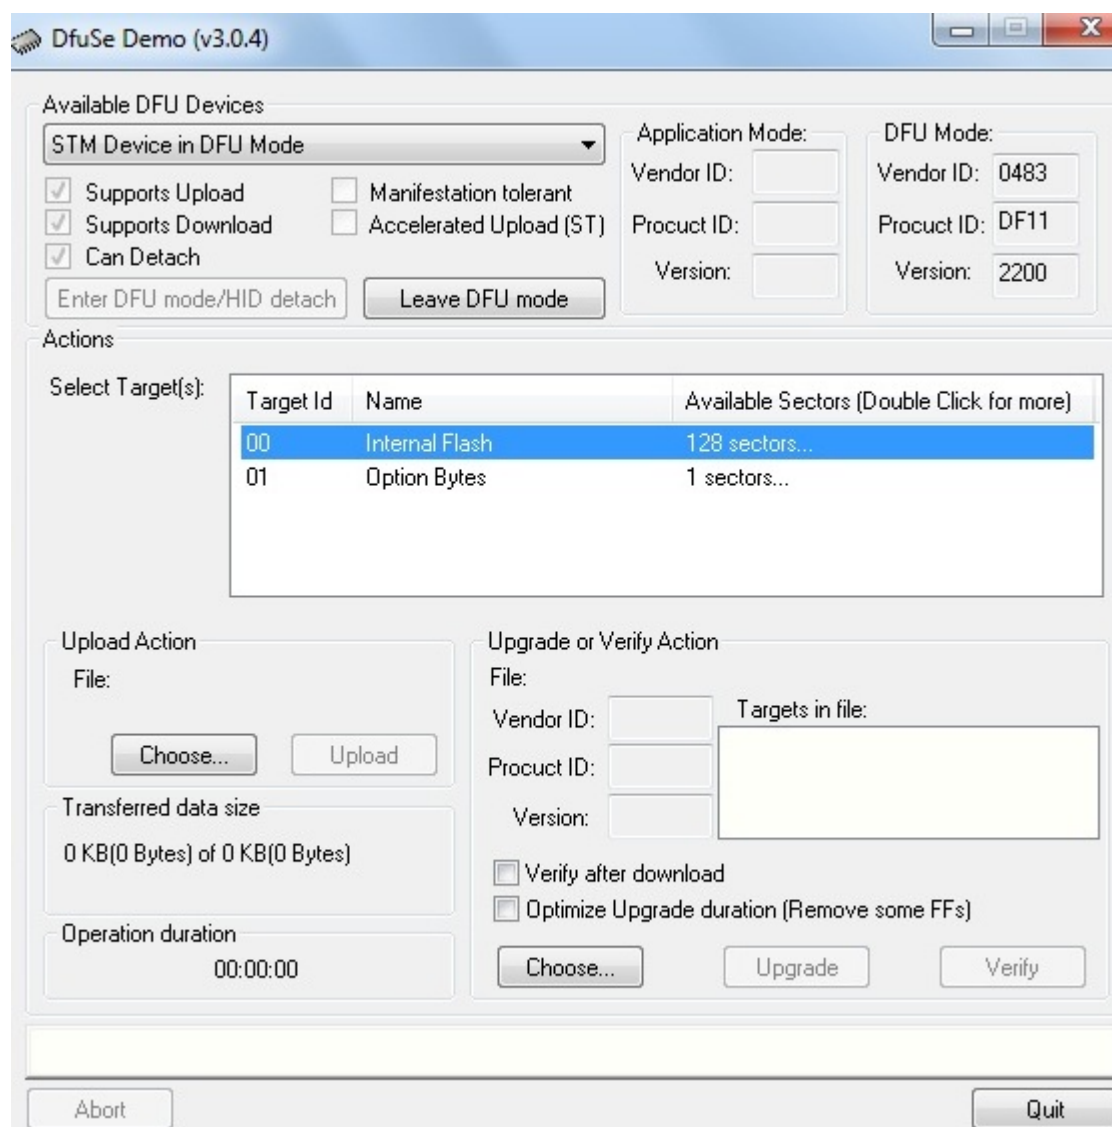 DfuSe Demo (v3.0.4)
Available DFU Devices
STM Device in DFU Mode
Supports Upload
Manifestation tolerant
Supports Download
Accelerated Upload (ST)
Can Detach
Enter DFU mode/HID detach
Leave DFU mode
Application Mode:
Vendor ID:
Procuct ID:
Version:
DFU Mode:
Vendor ID: 0483
Procuct ID: DF11
Version: 2200
Actions
Select Target(s):
Target Id Name Available Sectors (Double Click for more)
00 Internal Flash 128 sectors...
01 Option Bytes 1 sectors...
Upload Action
File:
Choose... Upload
Transferred data size
0 KB(0 Bytes) of 0 KB(0 Bytes)
Operation duration
00:00:00
Upgrade or Verify Action
File:
Vendor ID:
Procuct ID:
Version:
Targets in file:
Verify after download
Optimize Upgrade duration (Remove some FFs)
Choose... Upgrade Verify
Abort Quit